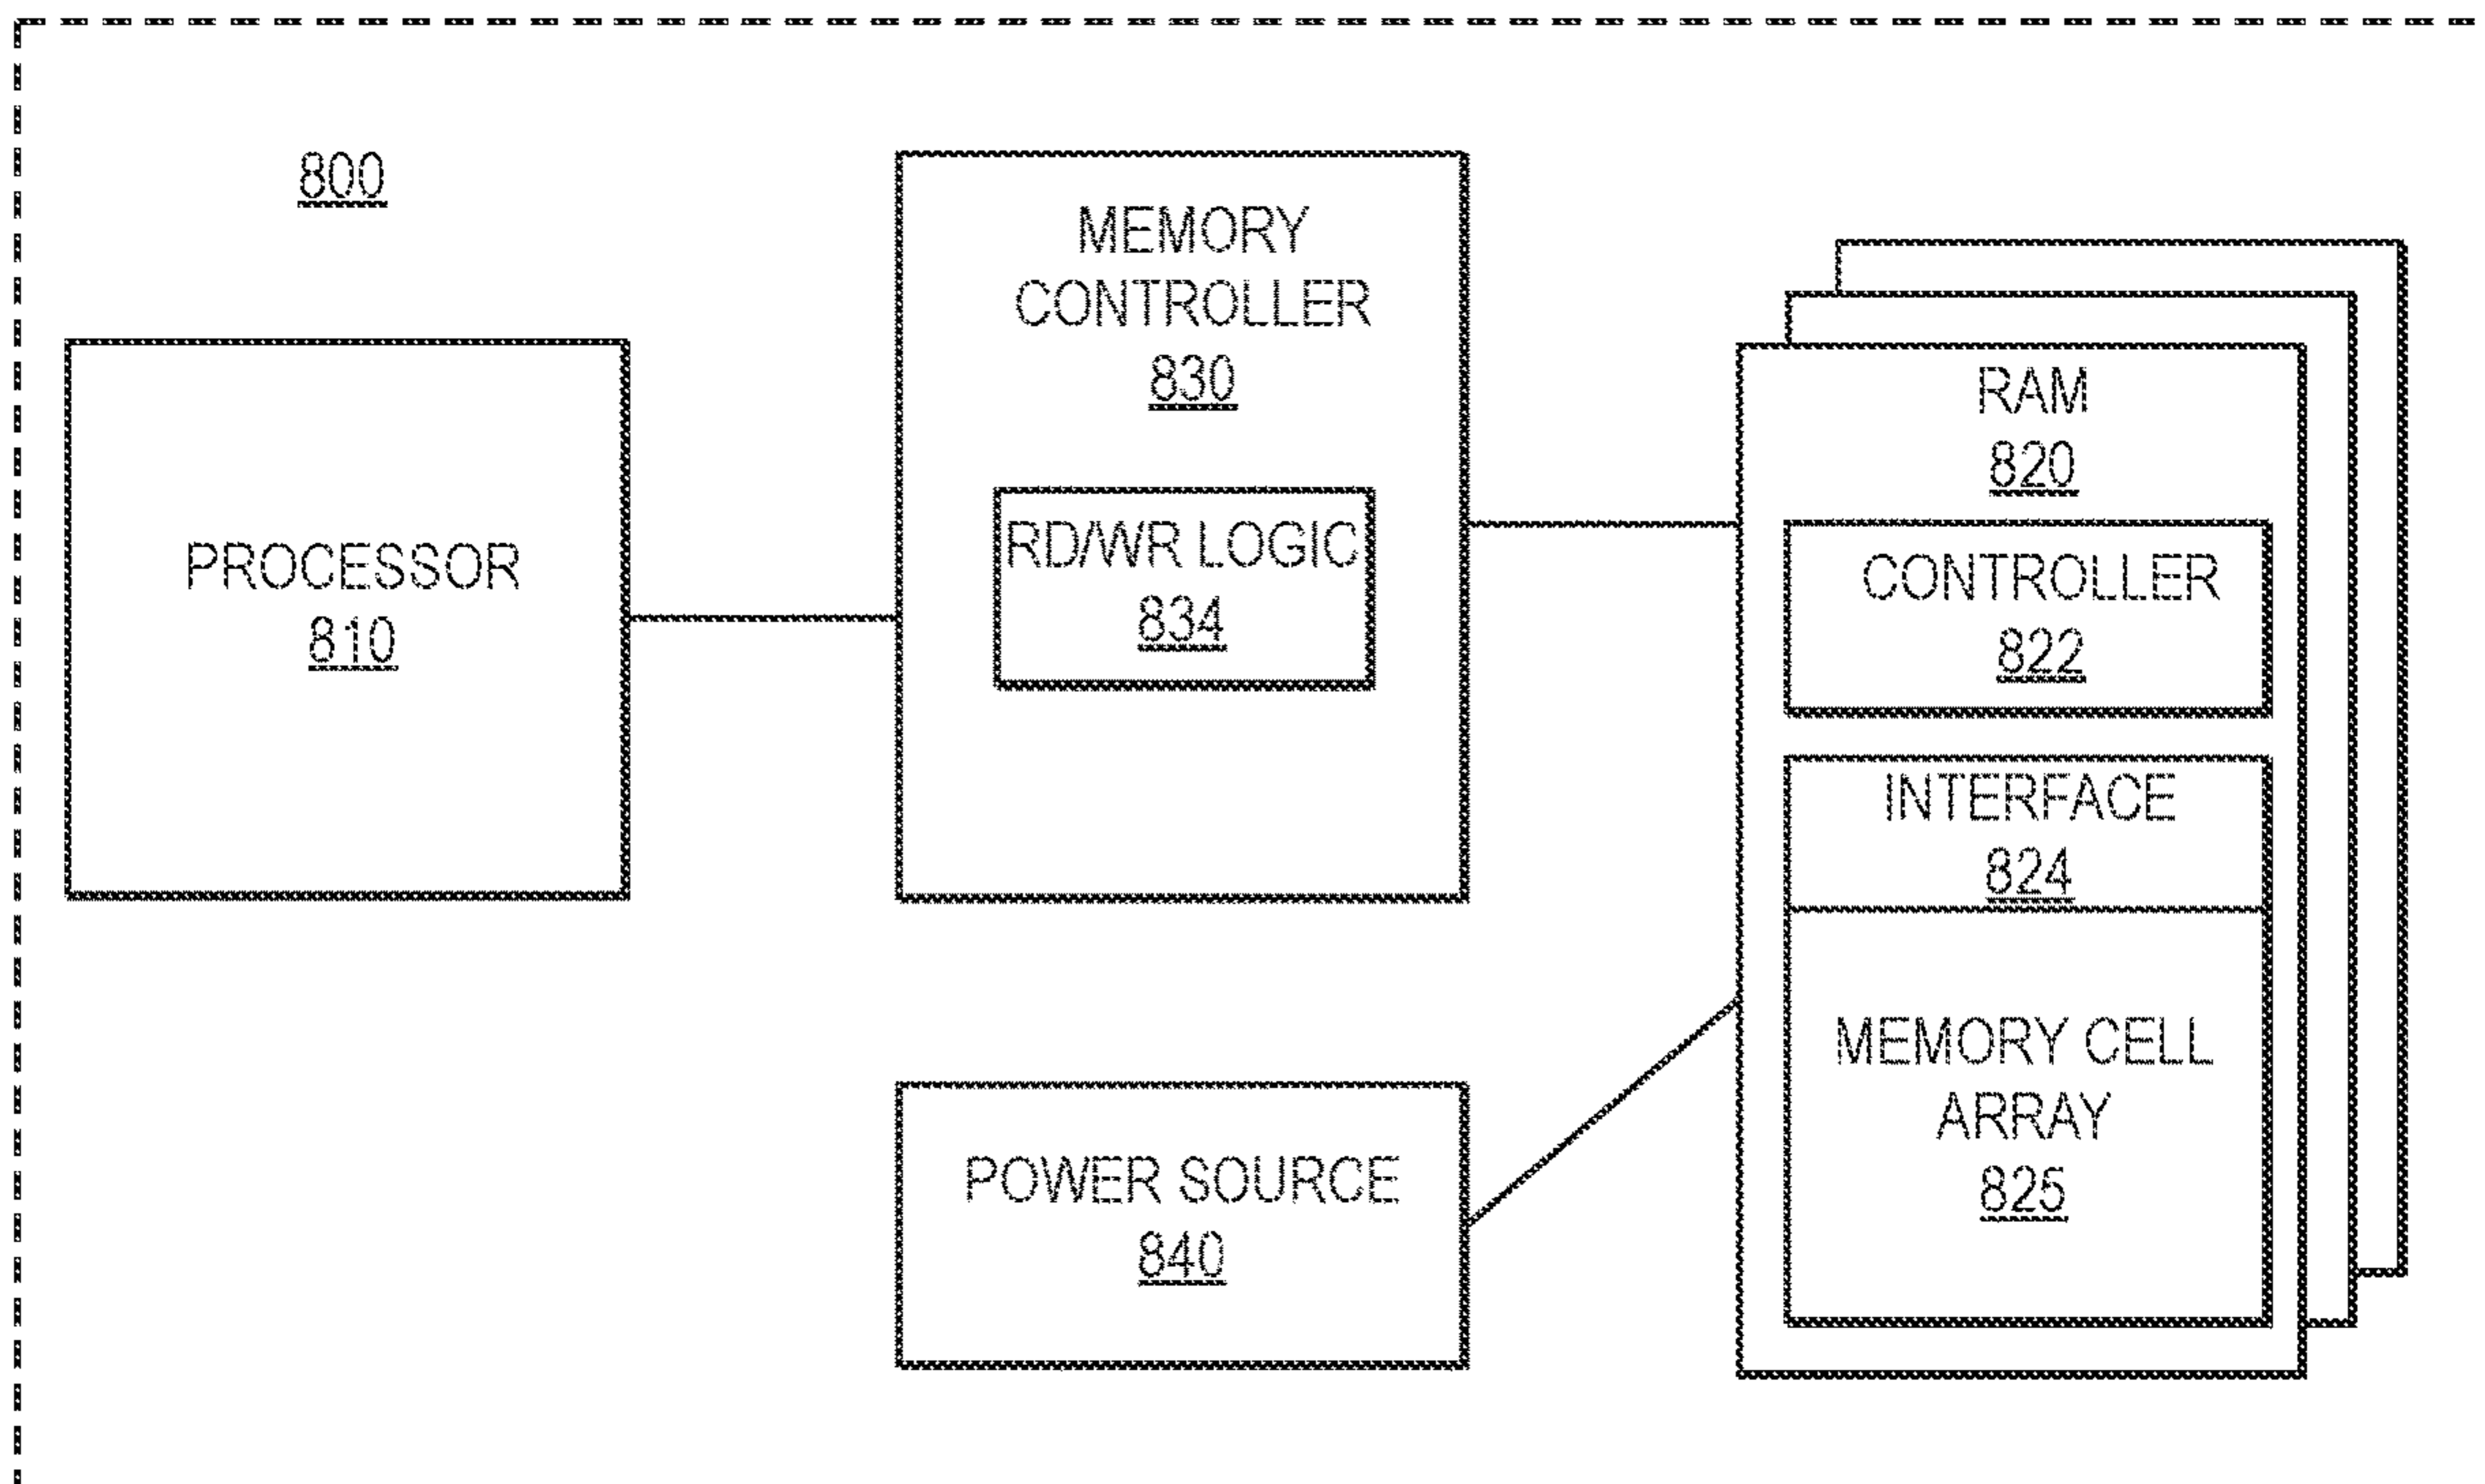 800
PROCESSOR
810
MEMORY
CONTROLLER
830
RD/WR LOGIC
834
POWER SOURCE
840
RAM
820
CONTROLLER
822
INTERFACE
824
MEMORY CELL
ARRAY
825